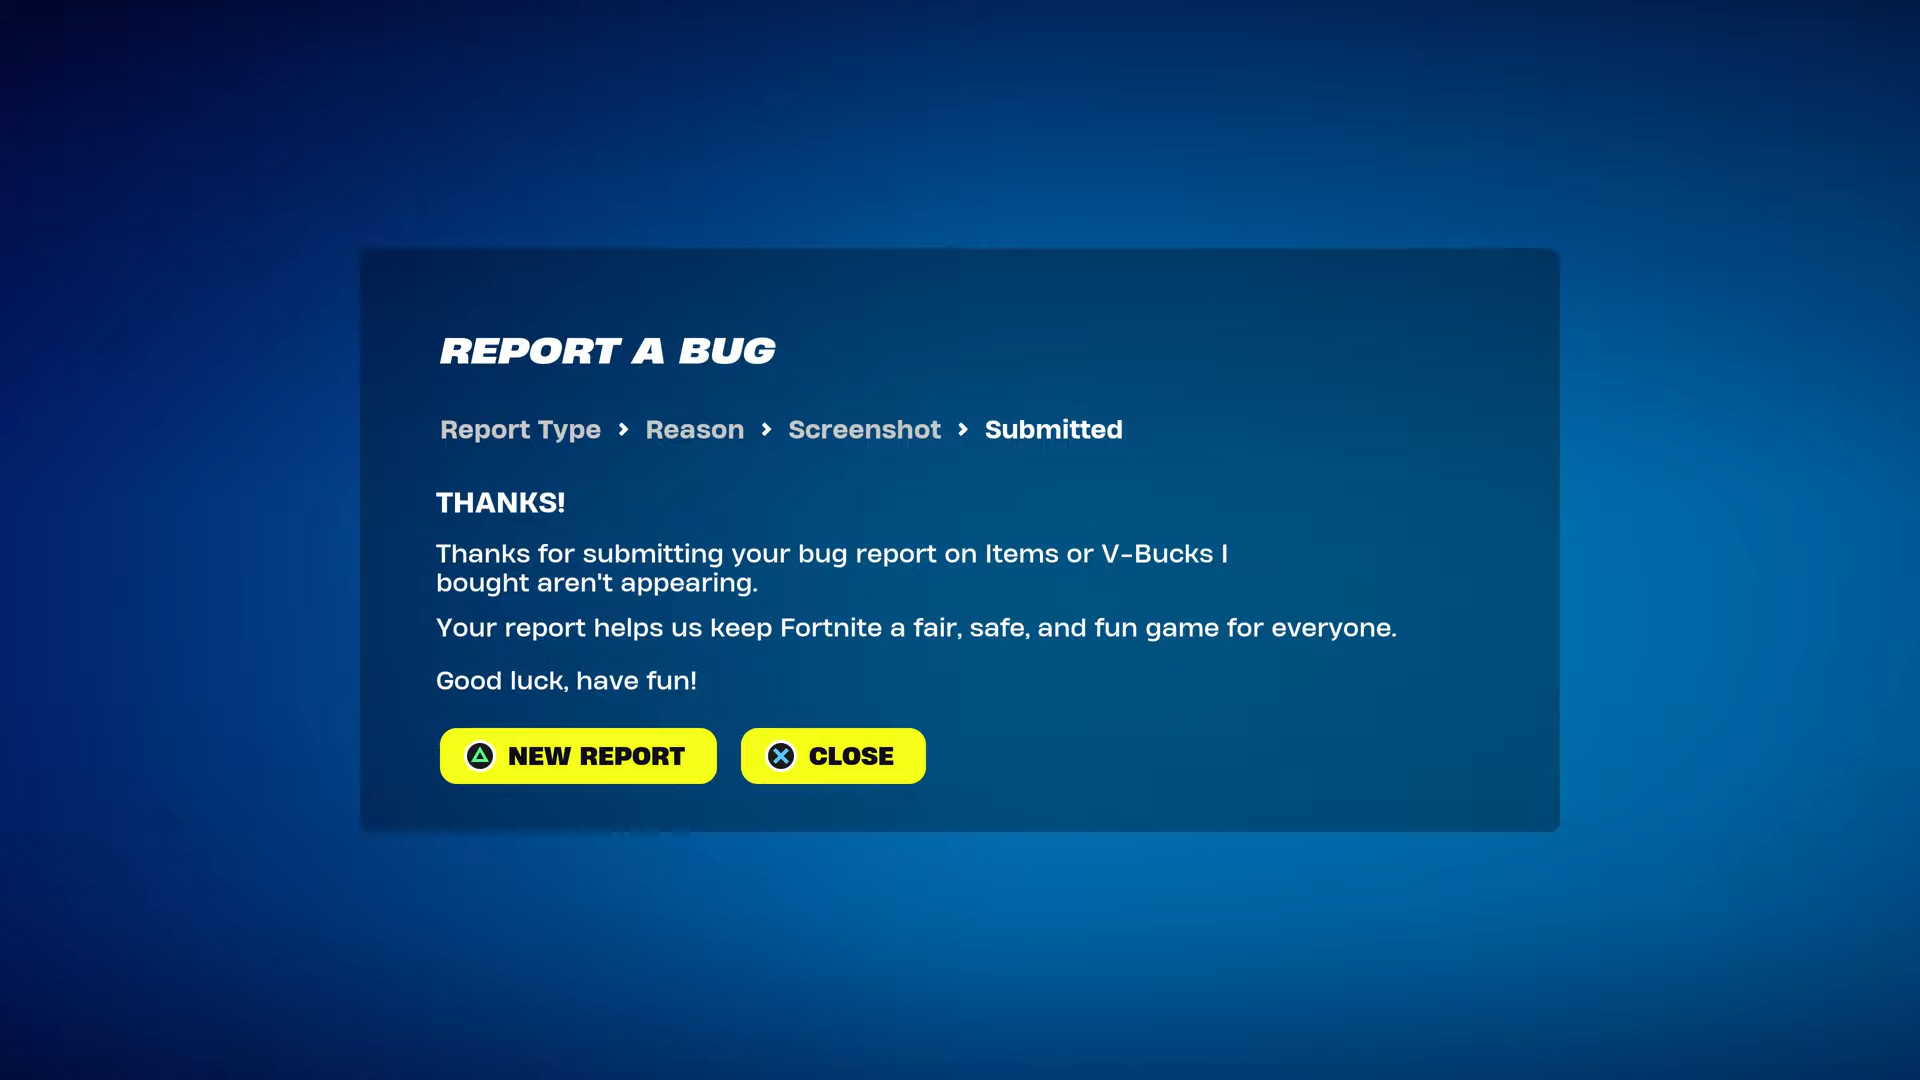 REPORT A BUG
Report Type > Reason > Screenshot > Submitted
THANKS!
Thanks for submitting your bug report on Items or V-Bucks I
bought aren't appearing.
Your report helps us keep Fortnite a fair, safe, and fun game for everyone.
Good luck, have fun!
NEW REPORT CLOSE